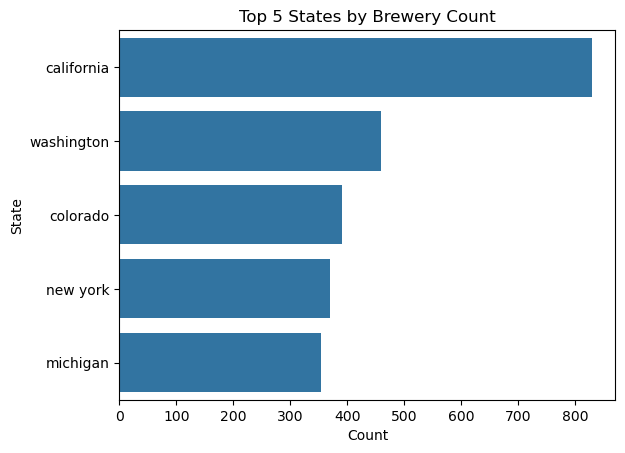 Top 5 States by Brewery Count
california
washington
colorado
new york
michigan
State
0 100 200 300 400 500 600 700 800
Count